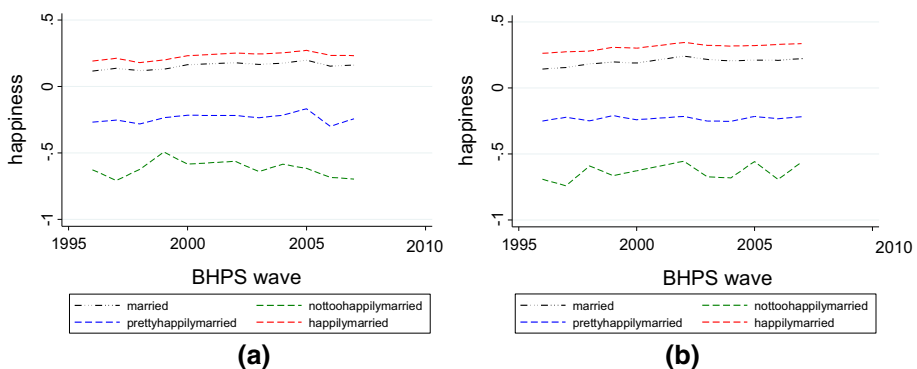 .5
0
-.5
-1
happiness
1995
2000
2005
2010
BHPS wave
married
nottoohappilymarried
prettyhappilymarried
happilymarried
(a)
.5
0
-.5
-1
happiness
1995
2000
2005
2010
BHPS wave
married
nottoohappilymarried
prettyhappilymarried
happilymarried
(b)